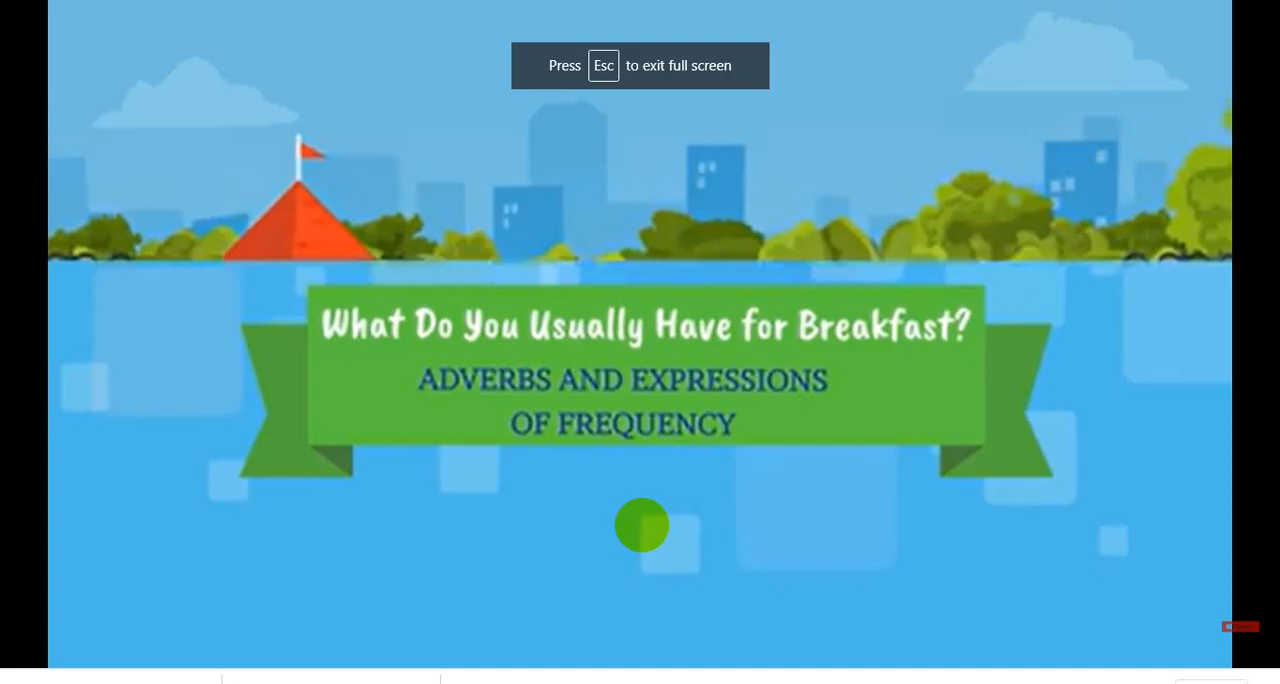 Press Esc to exit full screen
What Do You Usually Have for Breakfast?
ADVERBS AND EXPRESSIONS
OF FREQUENCY